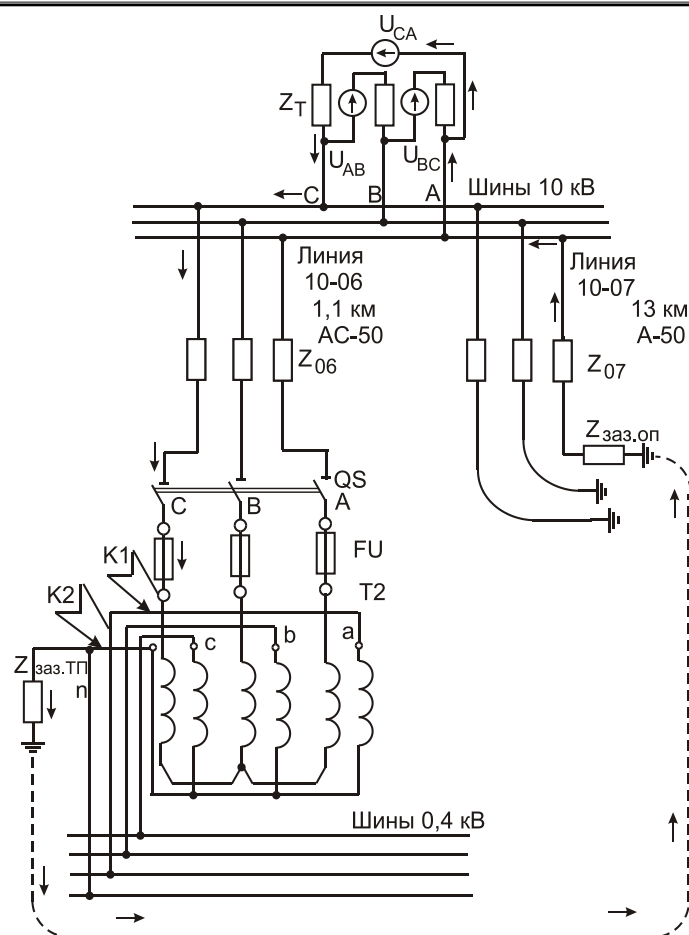 U_CA
Z_T
U_AB
U_BC
C
B
A
Шины 10 кВ
Линия
10-06
1,1 км
АС-50
Z_06
Линия
10-07
13 км
А-50
Z_07
Z_заз.оп
QS
C
B
A
FU
T2
K1
K2
Z_заз.ТП
n
c
b
a
Шины 0,4 кВ